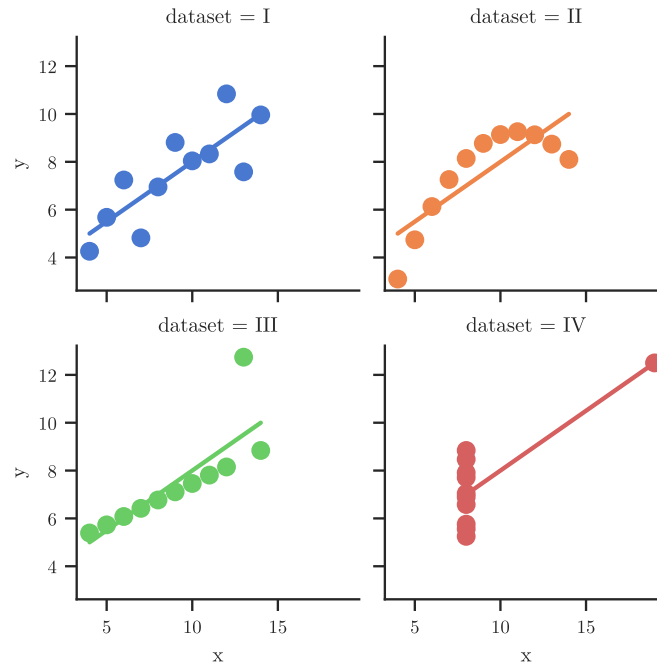 dataset = I
dataset = II
12
10
8
6
4
y
dataset = III
dataset = IV
12
10
8
6
4
y
5
10
15
5
10
15
x
x